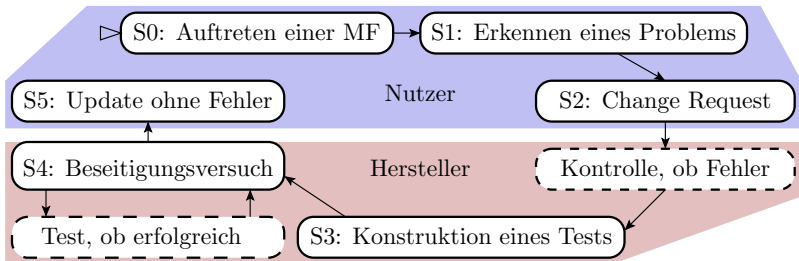 S0: Auftreten einer MF
S1: Erkennen eines Problems
S5: Update ohne Fehler
Nutzer
S2: Change Request
S4: Beseitigungsversuch
Hersteller
Kontrolle, ob Fehler
Test, ob erfolgreich
S3: Konstruktion eines Tests